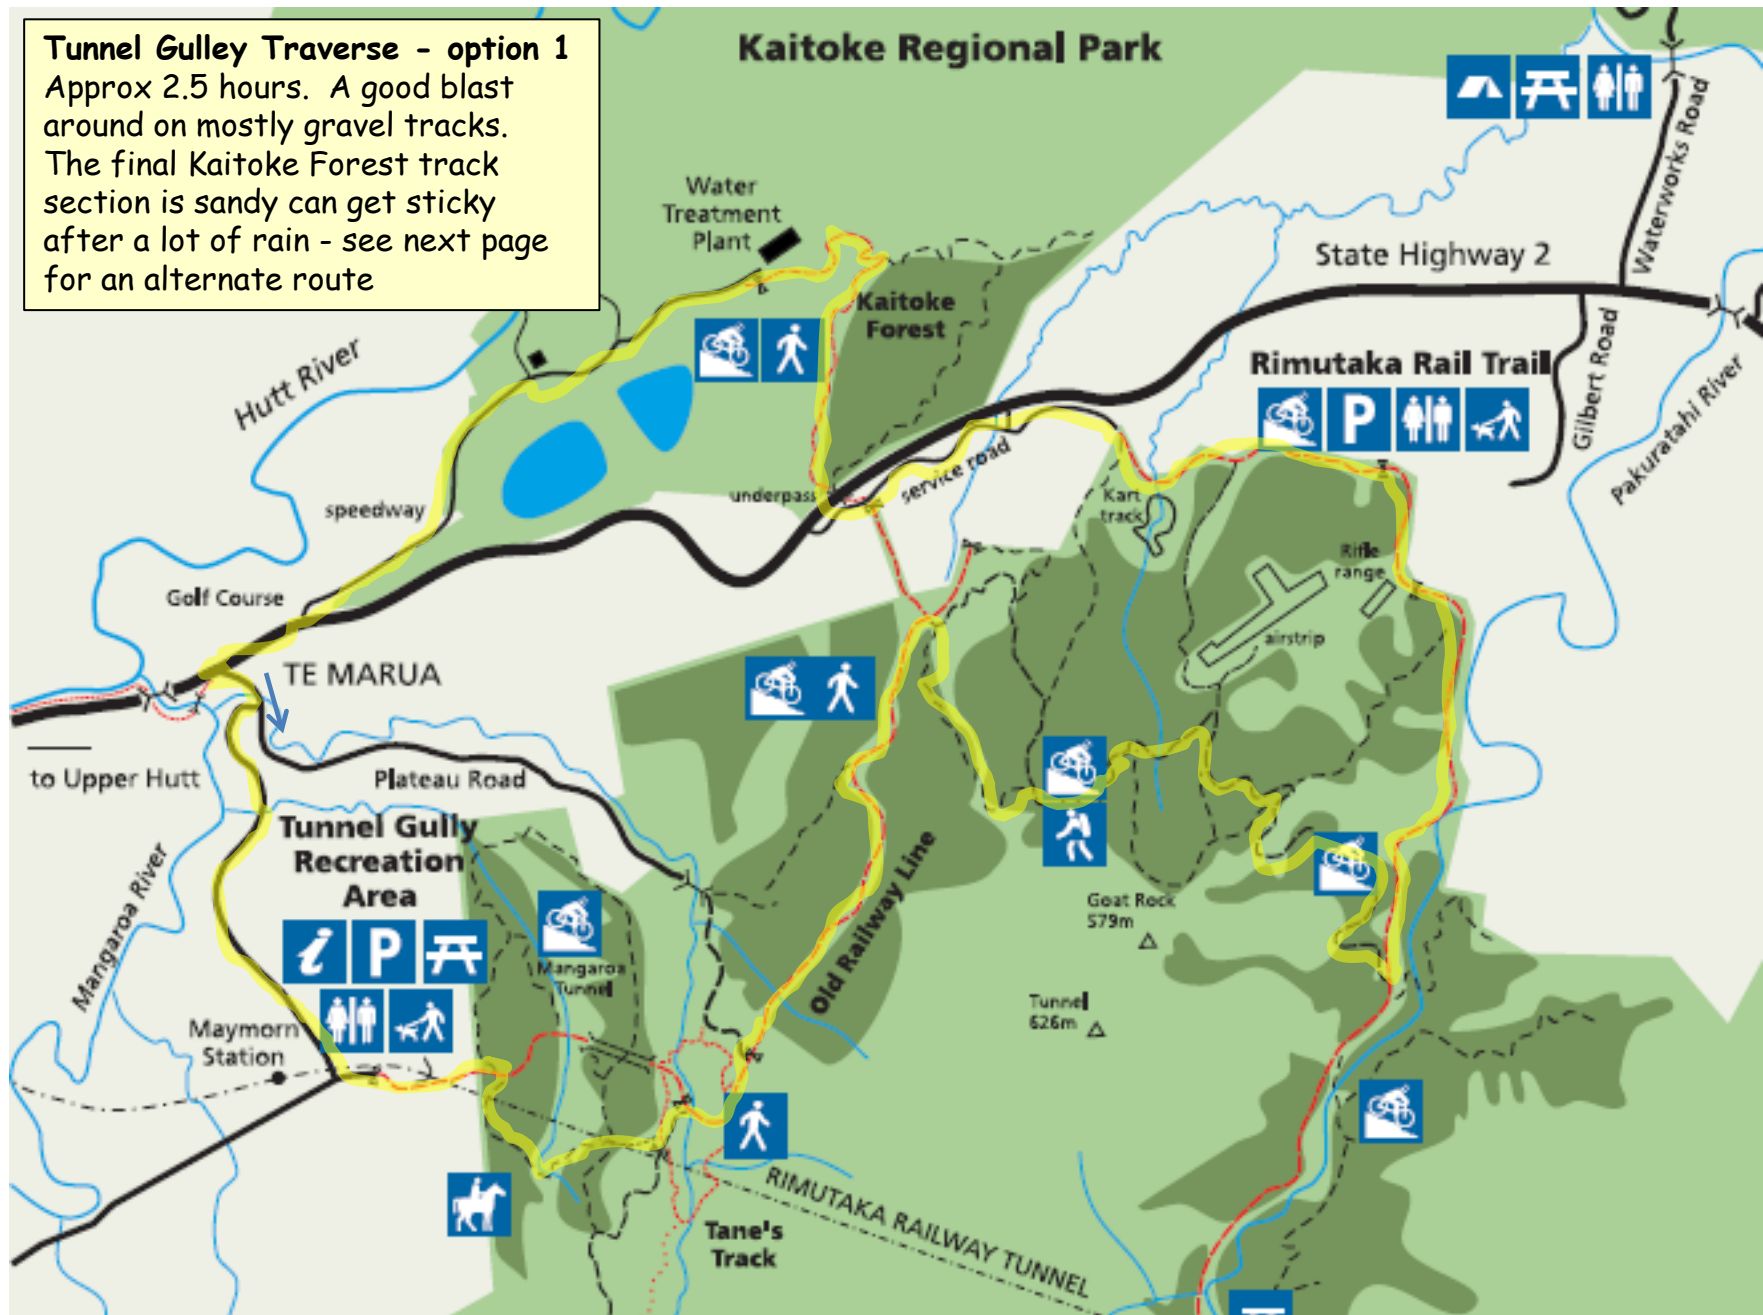 Tunnel Gulley Traverse - option 1
Approx 2.5 hours. A good blast
around on mostly gravel tracks.
The final Kaitoke Forest track
section is sandy can get sticky
after a lot of rain - see next page
for an alternate route
Kaitoke Regional Park
Water
Treatment
Plant
Waterworks Road
State Highway 2
Kaitoke
Forest
Hutt River
Rimutaka Rail Trail
P
Gilbert Road
Pakuratahi River
service road
underpass
speedway
Kart
track
Rifle
range
airstrip
Golf Course
TE MARUA
to Upper Hutt
Plateau Road
Tunnel Gully
Recreation
Area
i
P
Mangaroa River
Mangaroa
Tunnel
Old Railway Line
Goat Rock
579m
Tunnel
626m
Maymorn
Station
RIMUTAKA RAILWAY TUNNEL
Tane's
Track